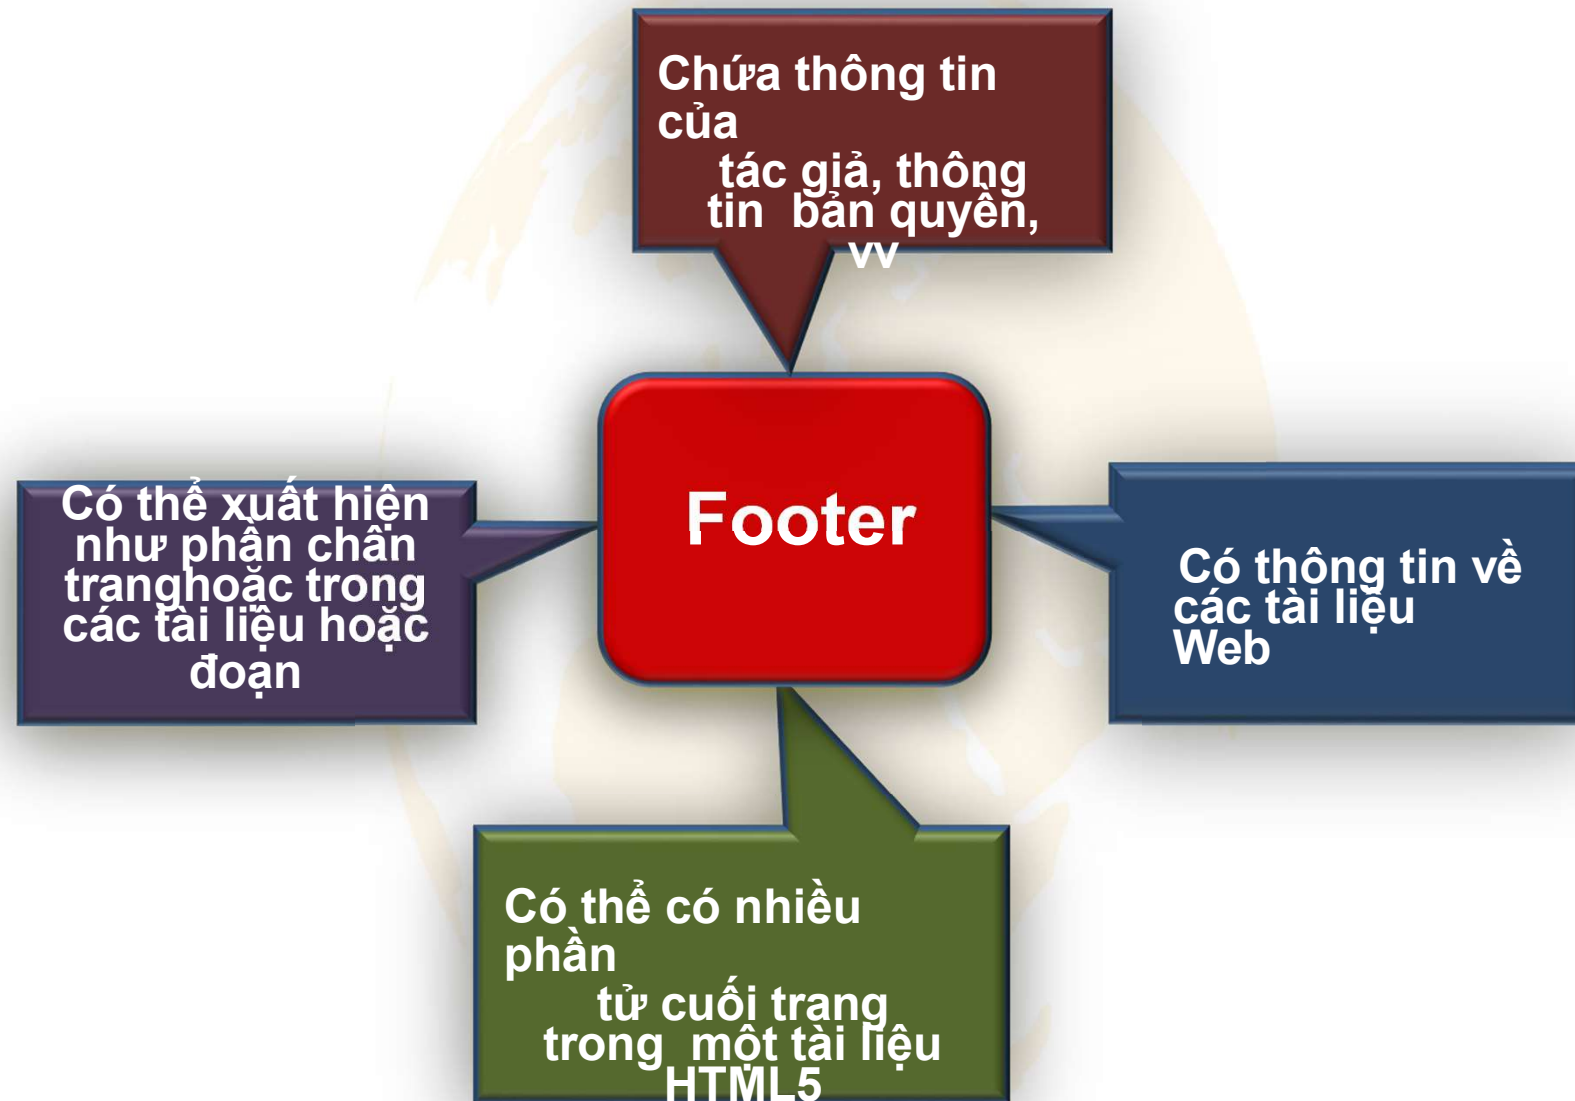 Chứa thông tin
của
tác giả, thông
tin bản quyền,
vv
Có thể xuất hiện
như phần chân
tranghoặc trong
các tài liệu hoặc
đoạn
Footer
Có thông tin về
các tài liệu
Web
Có thể có nhiều
phần
tử cuối trang
trong một tài liệu
HTML5